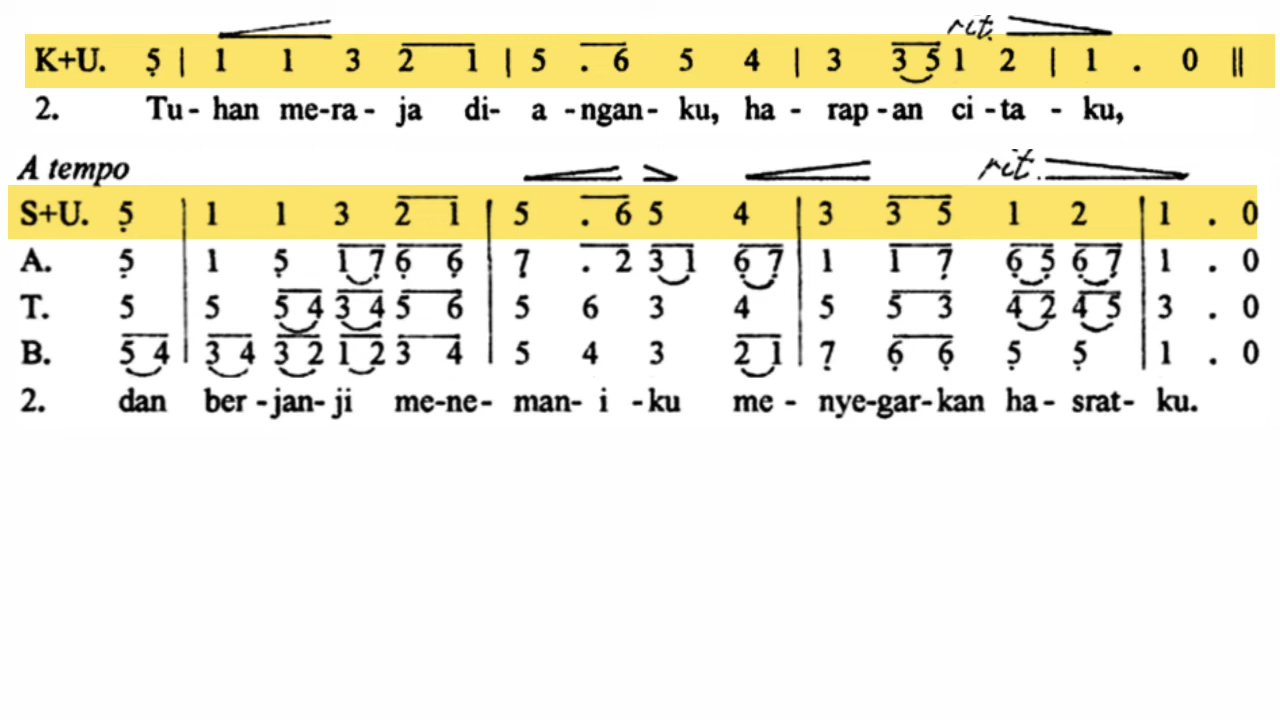 rit.
K+U. 5̣ | 1 1 3 2 1 | 5 . 6 5 4 | 3 3 5 1 2 | 1 . 0 ||
2. Tu- han me-ra- ja di- a -ngan- ku, ha - rap-an ci-ta - ku,
A tempo rit.
S+U. 5̣ | 1 1 3 2 1 | 5 . 6 5 4 | 3 3 5 1 2 | 1 . 0
A. 5̣ | 1 5̣ 1 7̣ 6̣ 6̣ | 7̣ . 2 3 1 6̣ 7̣ | 1 1 7̣ 6̣ 5̣ 6̣ 7̣ | 1 . 0
T. 5 | 5 5 4 3 4 5 6 | 5 6 3 4 | 5 5 3 4 2 4 5 | 3 . 0
B. 5 4 | 3 4 3 2 1 2 3 4 | 5 4 3 2 1 | 7̣ 6̣ 6̣ 5̣ 5̣ | 1 . 0
2. dan ber-jan-ji me-ne- man- i -ku me - nye-gar-kan ha- srat- ku.